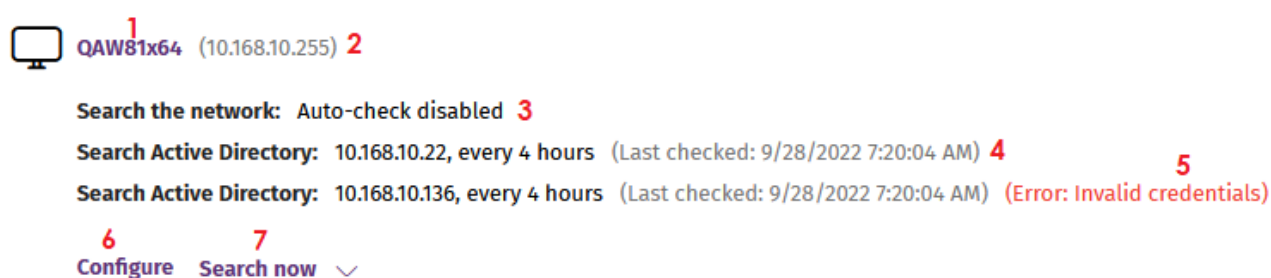 1
QAW81x64 (10.168.10.255) 2
Search the network: Auto-check disabled 3
Search Active Directory: 10.168.10.22, every 4 hours (Last checked: 9/28/2022 7:20:04 AM) 4
5
Search Active Directory: 10.168.10.136, every 4 hours (Last checked: 9/28/2022 7:20:04 AM) (Error: Invalid credentials)
6 7
Configure Search now